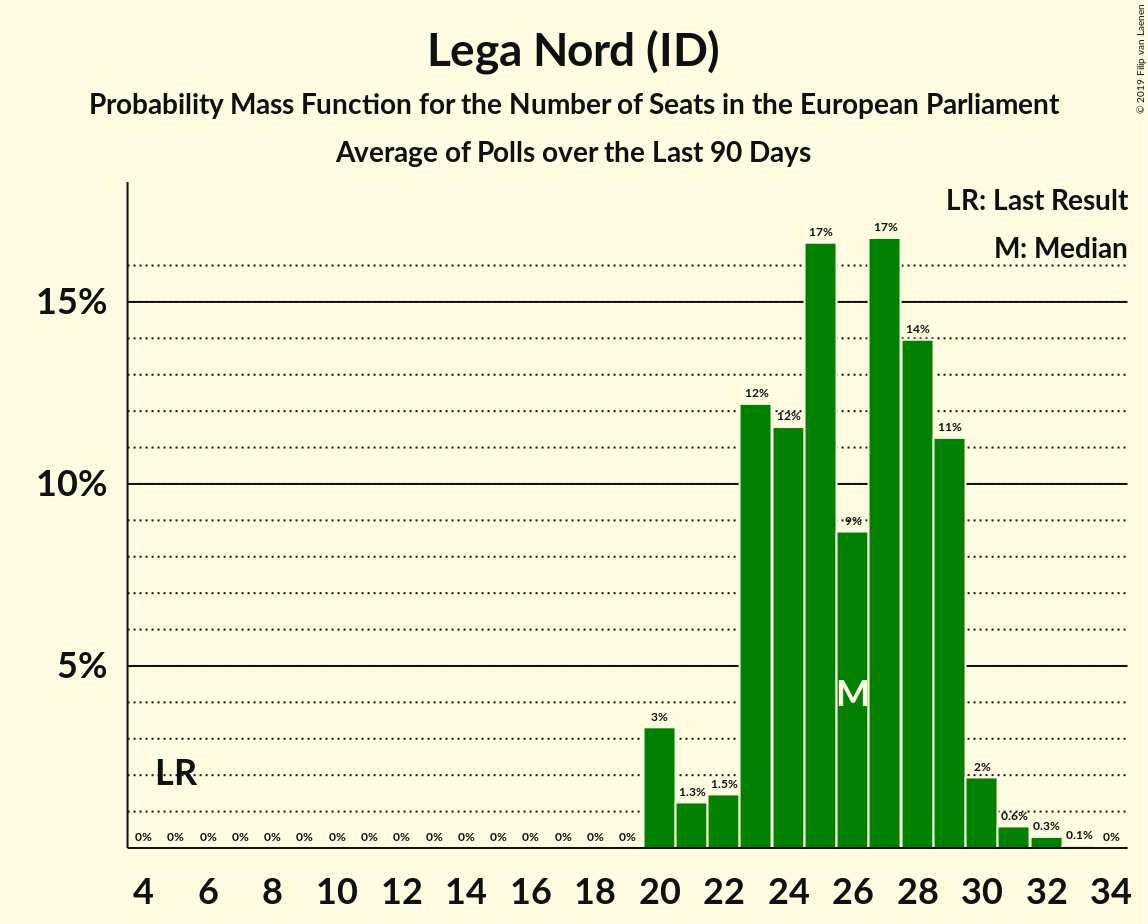 Lega Nord (ID)
Probability Mass Function for the Number of Seats in the European Parliament
Average of Polls over the Last 90 Days
© 2019 Filip van Laenen
LR: Last Result
M: Median
15%
10%
5%
17%
17%
14%
12%
12%
11%
9%
M
3%
LR
2%
1.3%
1.5%
0.6%
0.3%
0.1%
0%
0% 0% 0% 0% 0% 0% 0% 0% 0% 0% 0% 0% 0% 0% 0% 0%
4 6 8 10 12 14 16 18 20 22 24 26 28 30 32 34